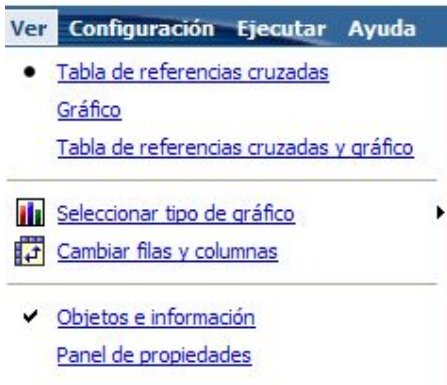 Ver Configuración Ejecutar Ayuda
Tabla de referencias cruzadas
Gráfico
Tabla de referencias cruzadas y gráfico
Seleccionar tipo de gráfico
Cambiar filas y columnas
Objetos e información
Panel de propiedades